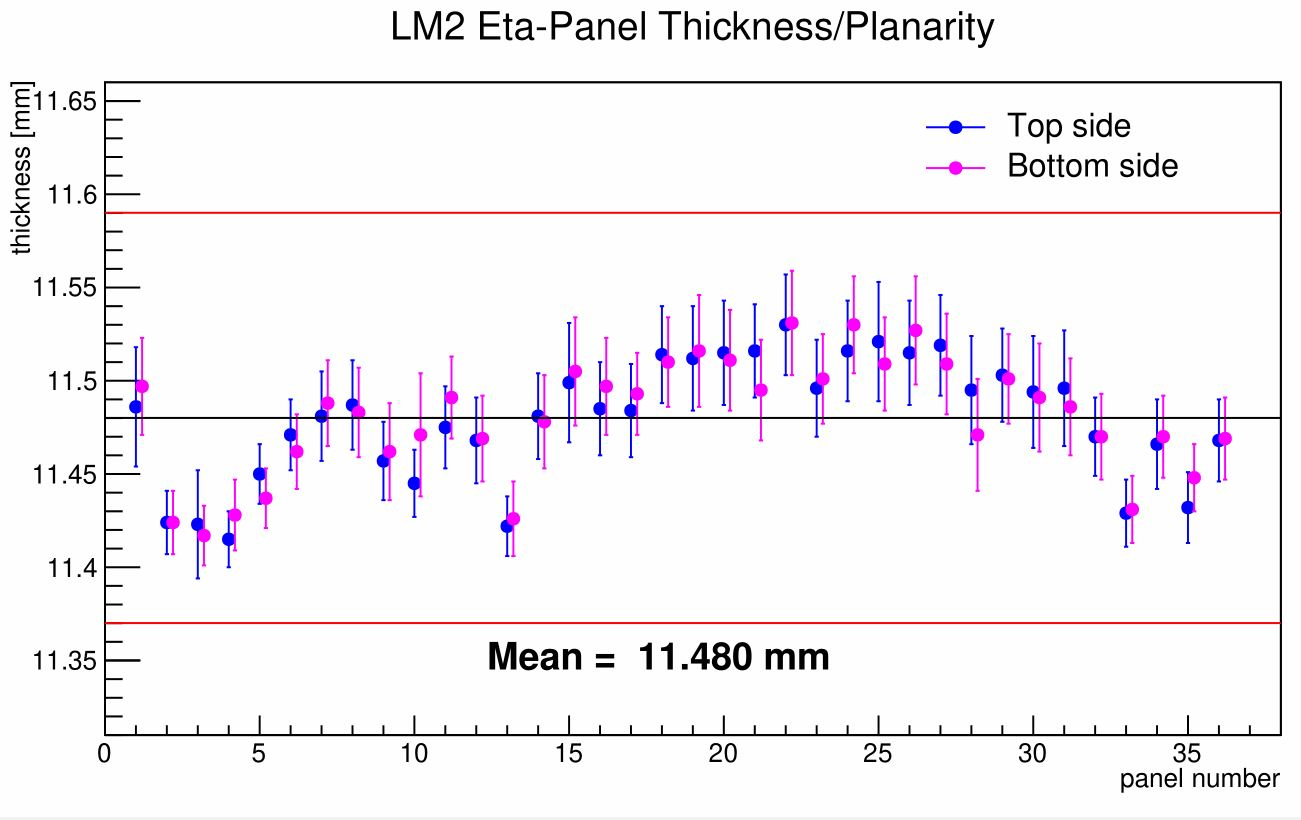 LM2 Eta-Panel Thickness/Planarity
thickness [mm]
11.65
11.6
11.55
11.5
11.45
11.4
11.35
Top side
Bottom side
Mean = 11.480 mm
0 5 10 15 20 25 30 35
panel number